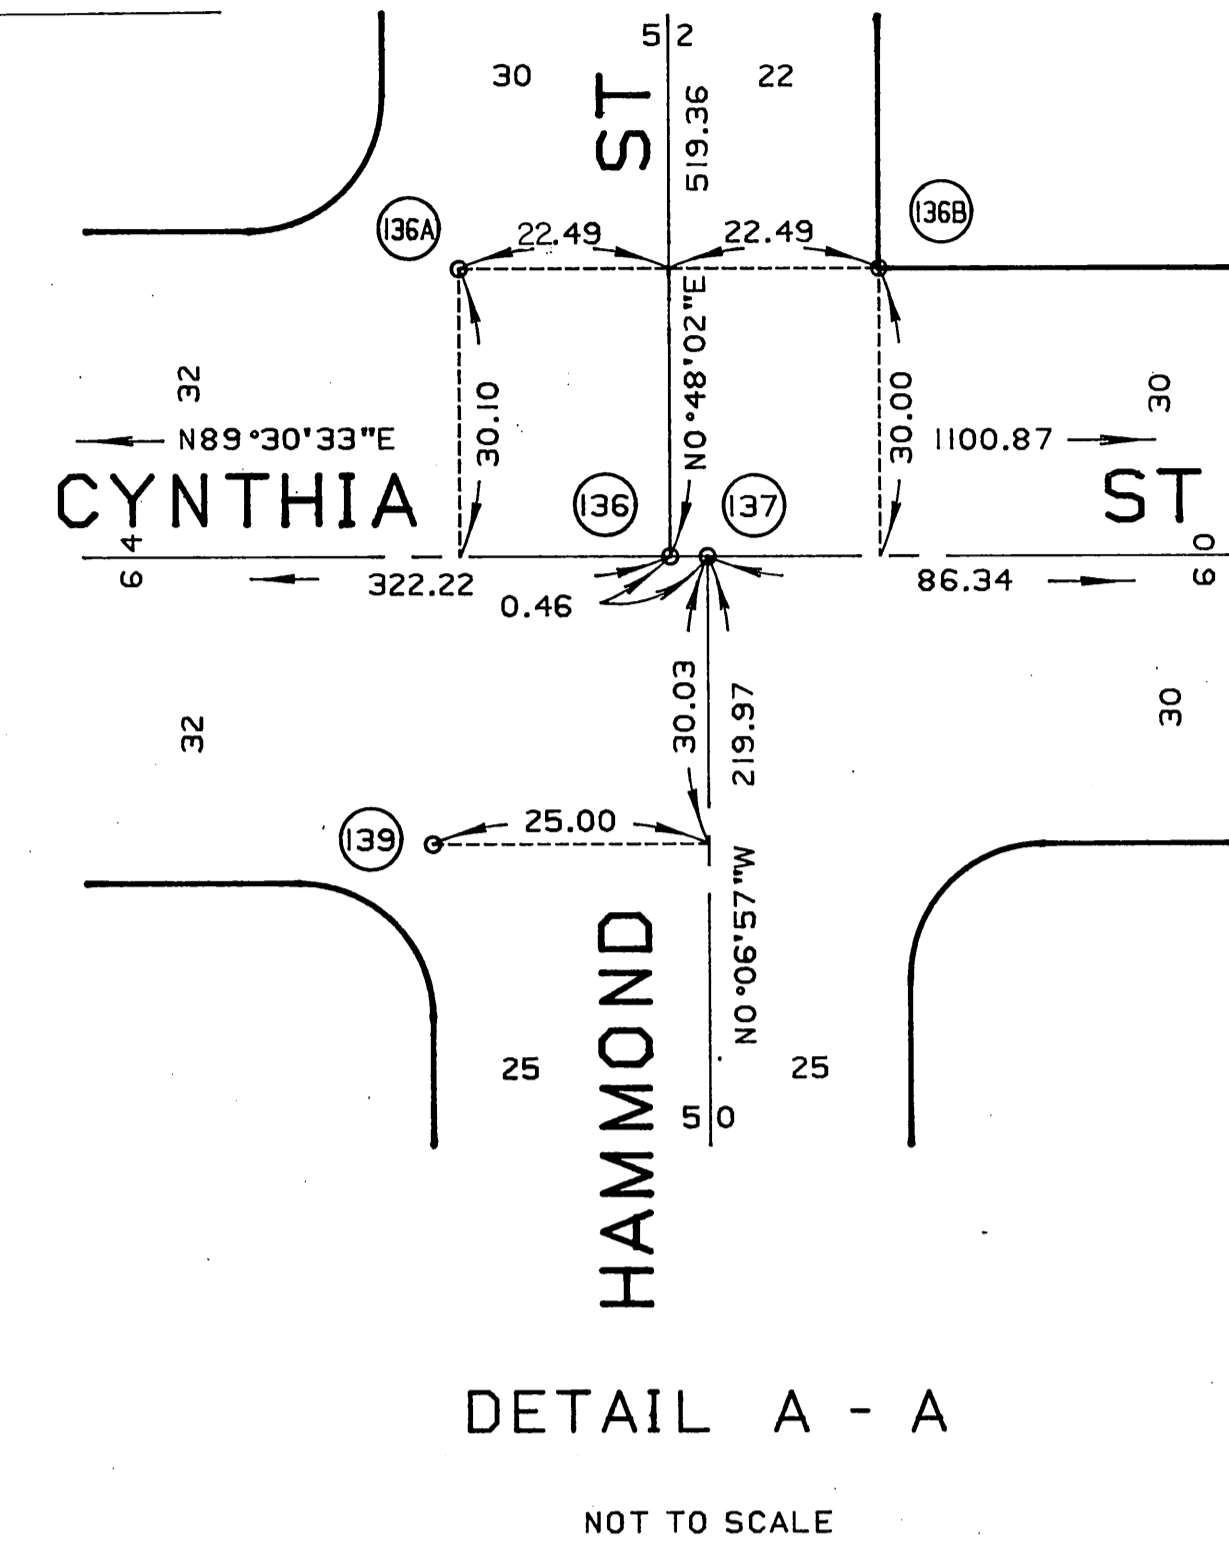 5 2
30
22
ST
519.36
136A
136B
22.49
22.49
N0°48'02"E
32
30.10
30.00
30
N89°30'33"E
1100.87
CYNTHIA
ST
136
137
64
60
322.22
86.34
0.46
32
30.03
219.97
30
25.00
139
N0°06'57"W
HAMMOND
25
25
5 0
DETAIL A - A
NOT TO SCALE